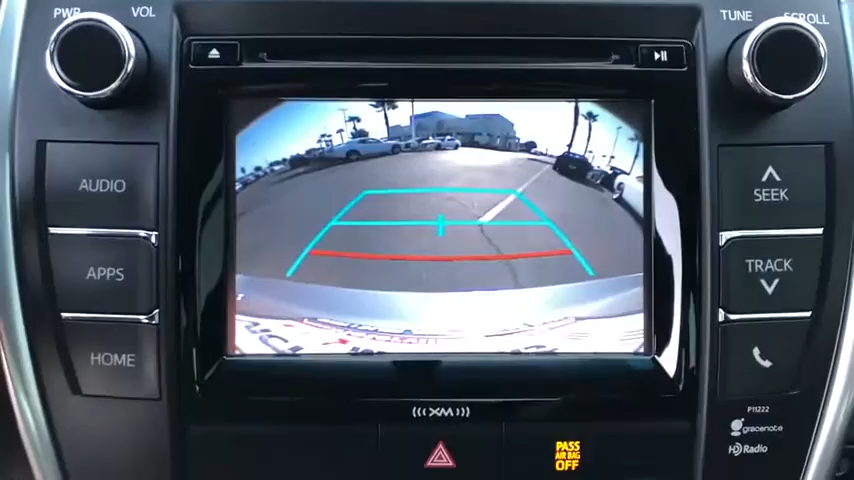 PWR VOL
TUNE SCROLL
AUDIO
SEEK
APPS
TRACK
HOME
((XM))
P11222
gracenote
HD Radio
PASS
AIR BAG
OFF